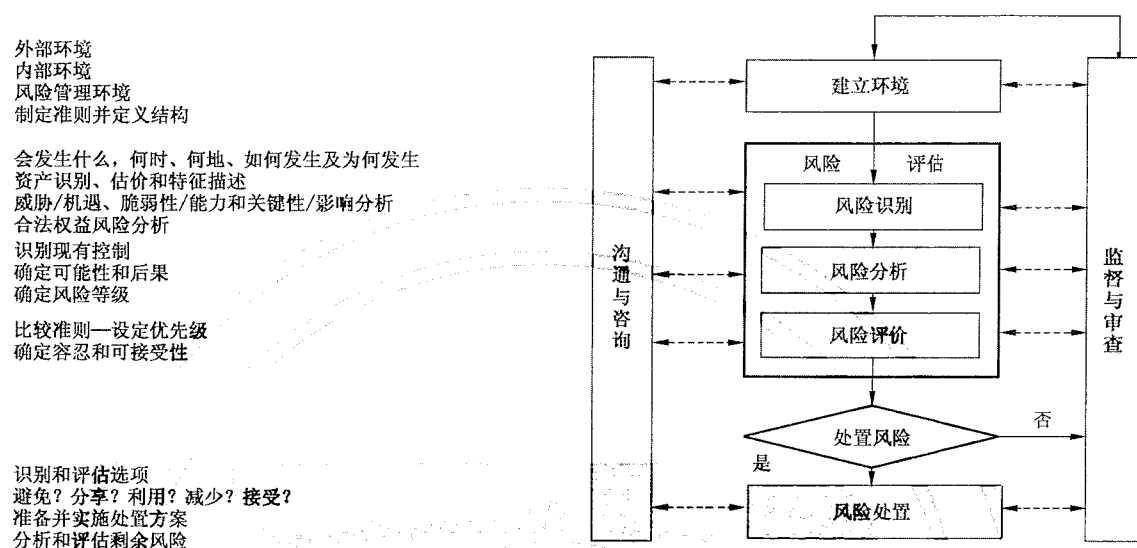 外部环境
内部环境
风险管理环境
制定准则并定义结构
会发生什么，何时、何地、如何发生及为何发生
资产识别、估价和特征描述
威胁/机遇、脆弱性/能力和关键性/影响分析
合法权益风险分析
识别现有控制
确定可能性和后果
确定风险等级
比较准则—设定优先级
确定容忍和可接受性
识别和评估选项
避免？分享？利用？减少？接受？
准备并实施处置方案
分析和评估剩余风险
沟通与咨询
建立环境
风险 评估
风险识别
风险分析
风险评价
处置风险
否
是
风险处置
监督与审查